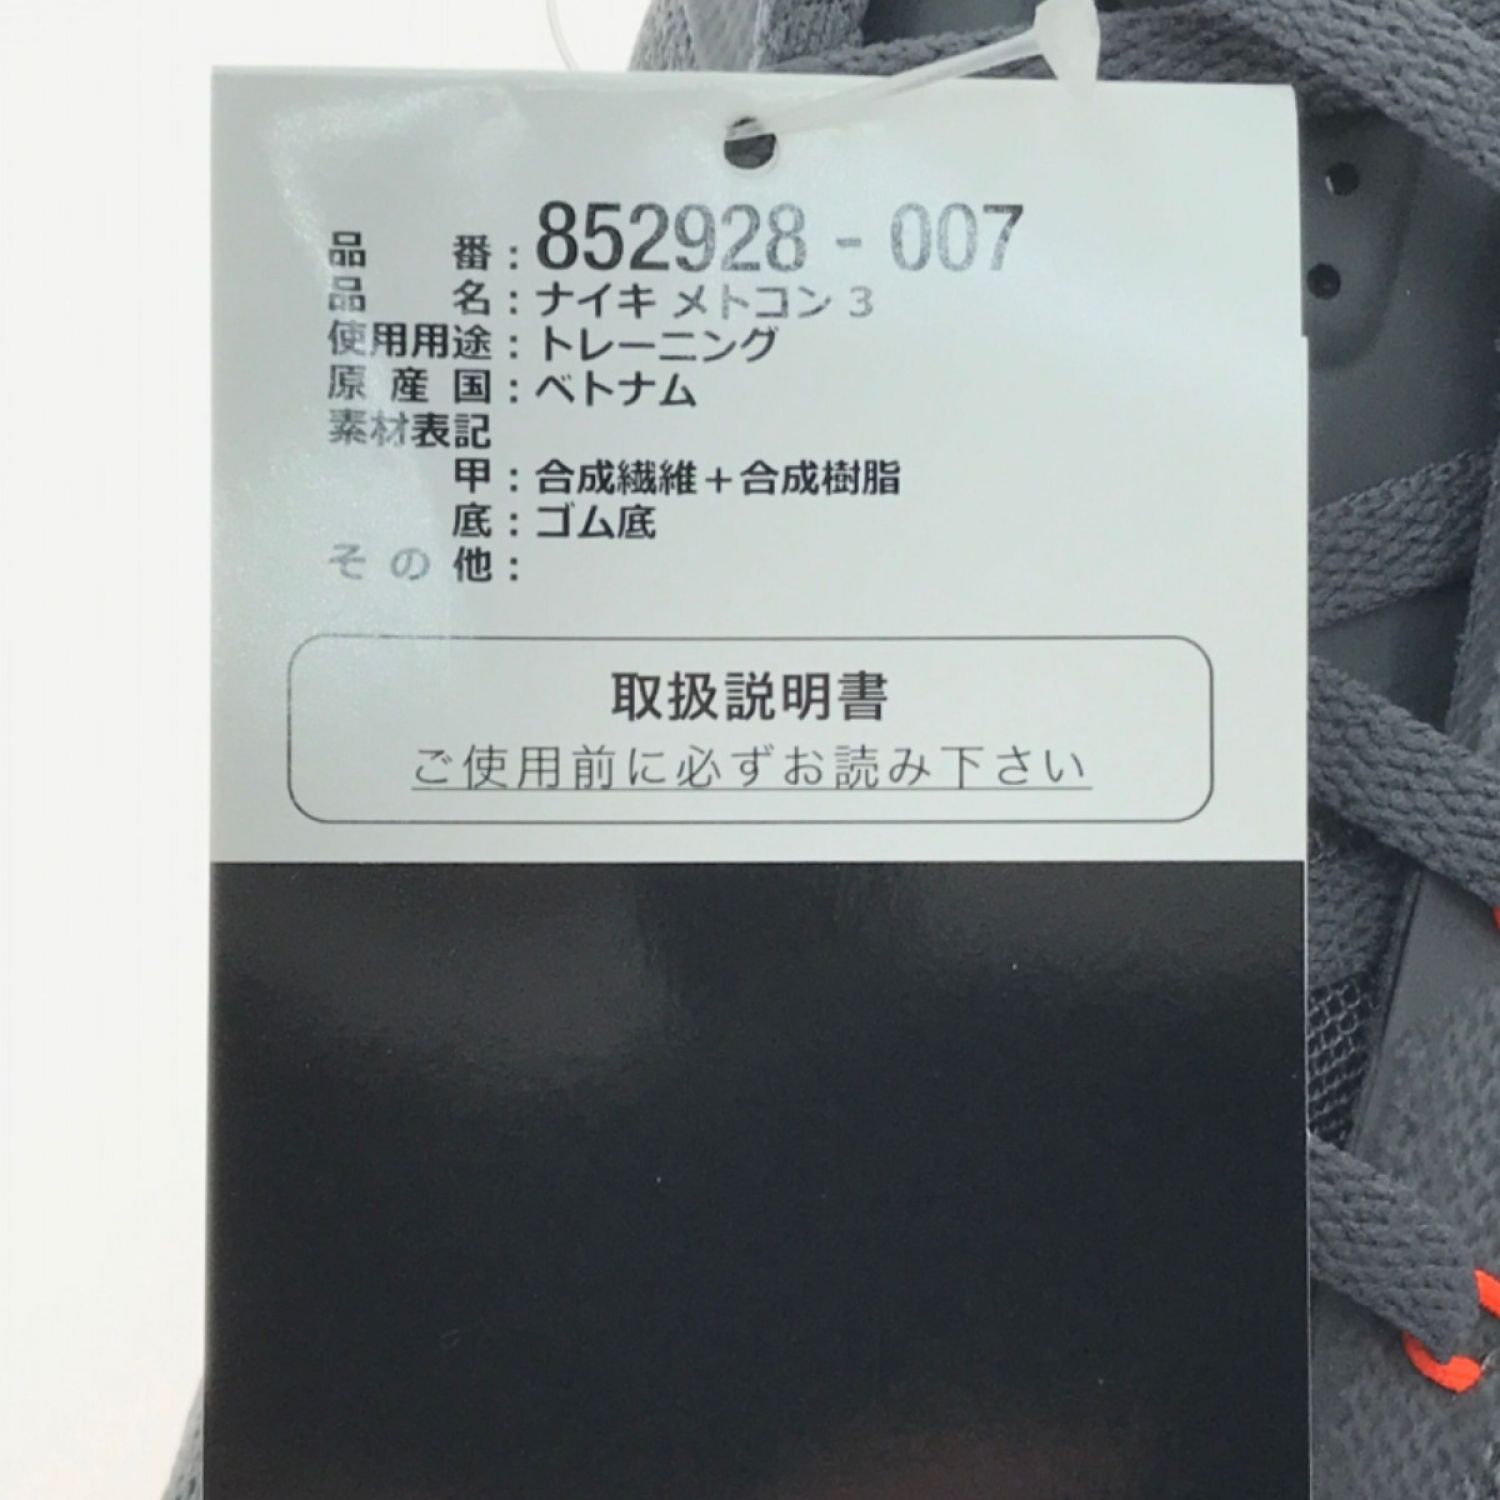 品番：852928 - 007
品名：ナイキ メトコン 3
使用用途：トレーニング
原産国：ベトナム
素材表記
甲：合成繊維＋合成樹脂
底：ゴム底
その他：
取扱説明書
ご使用前に必ずお読み下さい